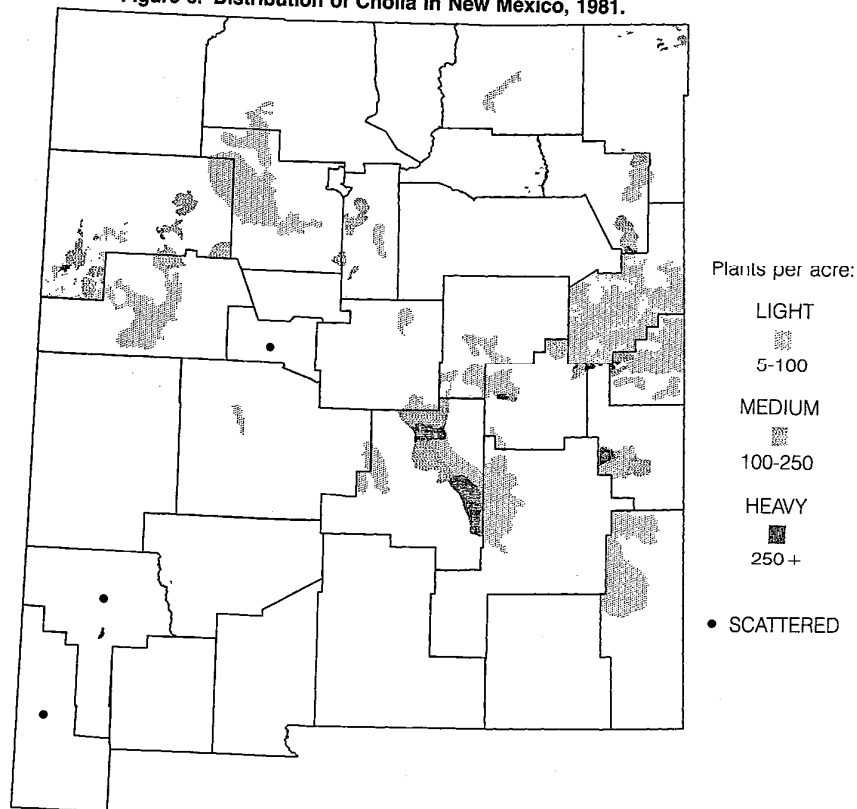 Figure 6. Distribution of Cholla in New Mexico, 1981.
Plants per acre:
LIGHT
5-100
MEDIUM
100-250
HEAVY
250+
• SCATTERED